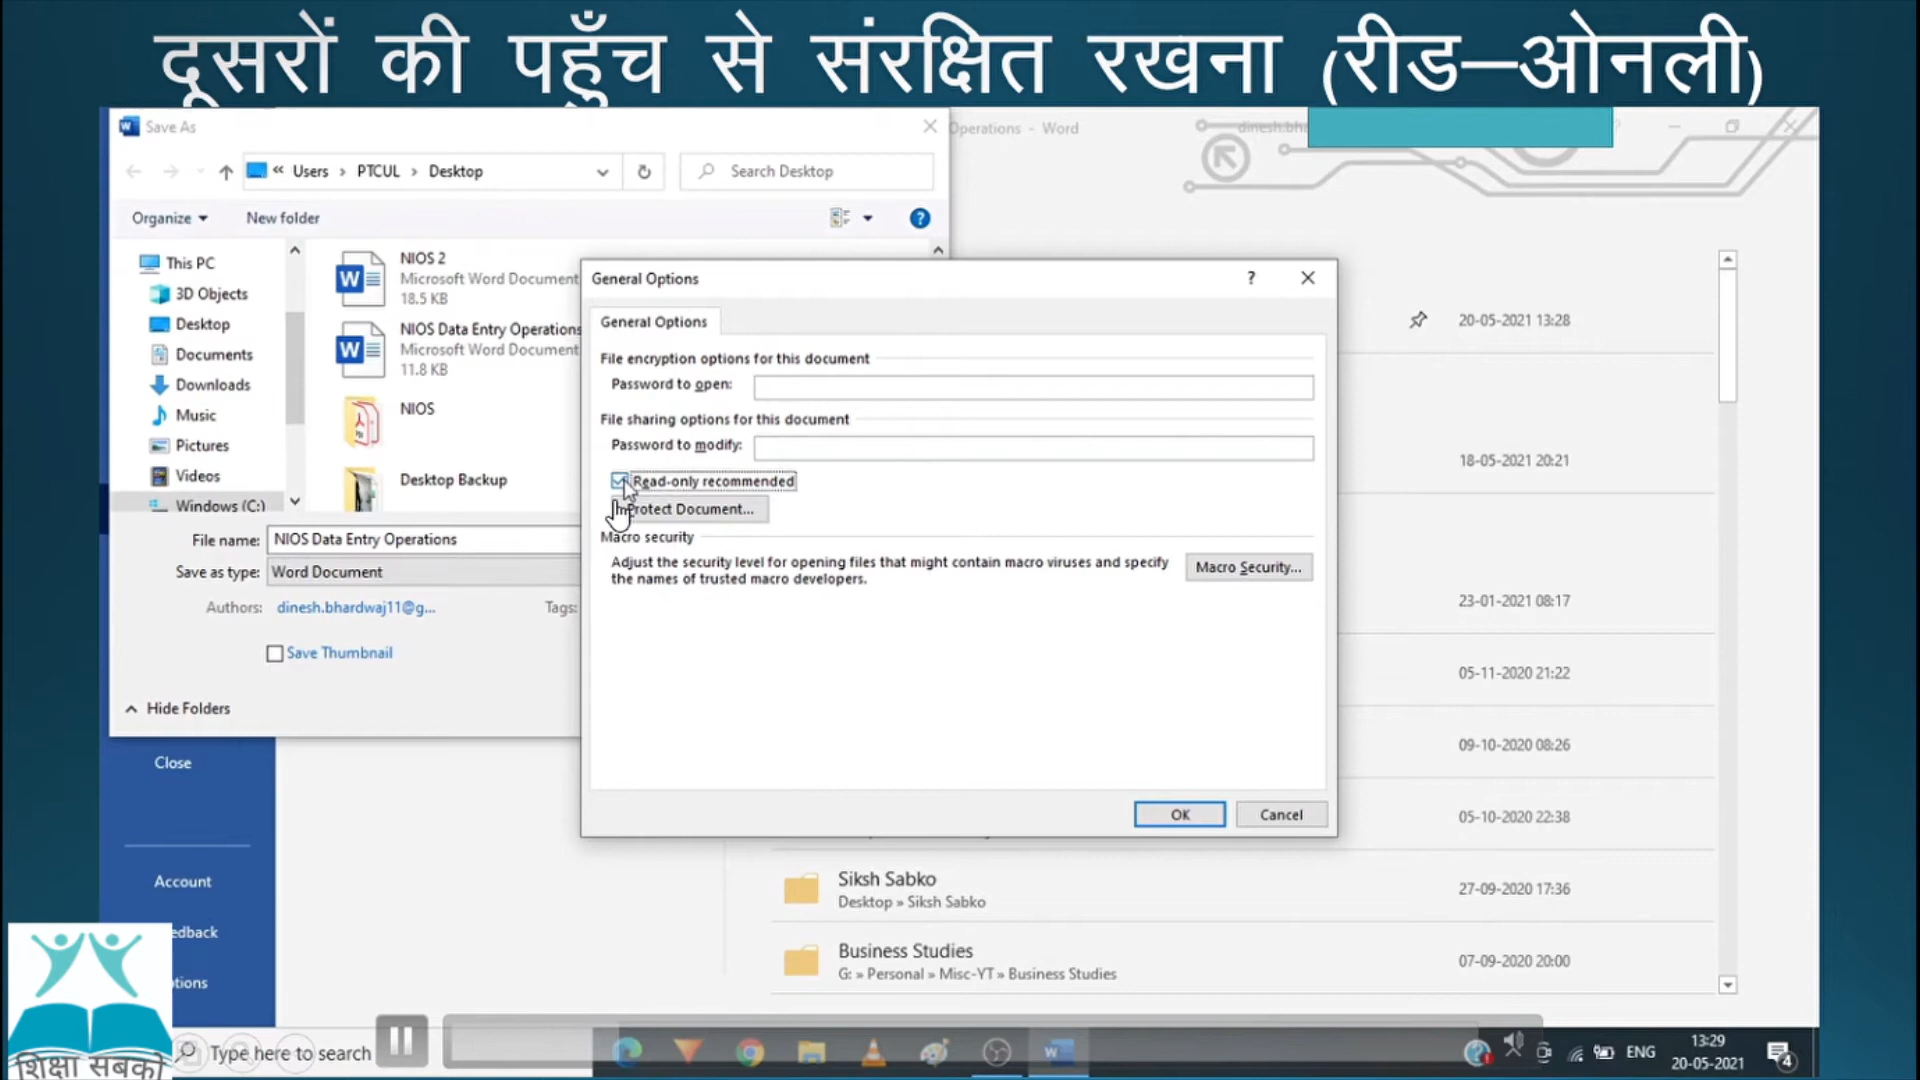 दूसरों की पहुँच से संरक्षित रखना (रीड–ओनली)
Save As
Operations - Word
Users > PTCUL > Desktop
Search Desktop
Organize
New folder
This PC
3D Objects
Desktop
Documents
Downloads
Music
Pictures
Videos
Windows (C:)
NIOS 2
Microsoft Word Document
18.5 KB
NIOS Data Entry Operations
Microsoft Word Document
11.8 KB
NIOS
Desktop Backup
File name: NIOS Data Entry Operations
Save as type: Word Document
Authors: dinesh.bhardwaj11@g...
Tags:
Save Thumbnail
Hide Folders
General Options
General Options
File encryption options for this document
Password to open:
File sharing options for this document
Password to modify:
Read-only recommended
Protect Document...
Macro security
Adjust the security level for opening files that might contain macro viruses and specify
the names of trusted macro developers.
Macro Security...
OK
Cancel
20-05-2021 13:28
18-05-2021 20:21
23-01-2021 08:17
05-11-2020 21:22
09-10-2020 08:26
05-10-2020 22:38
Siksh Sabko
Desktop » Siksh Sabko
27-09-2020 17:36
Business Studies
G: » Personal » Misc-YT » Business Studies
07-09-2020 20:00
Close
Account
edback
tions
शिक्षा सबको
Type here to search
ENG
13:29
20-05-2021
4